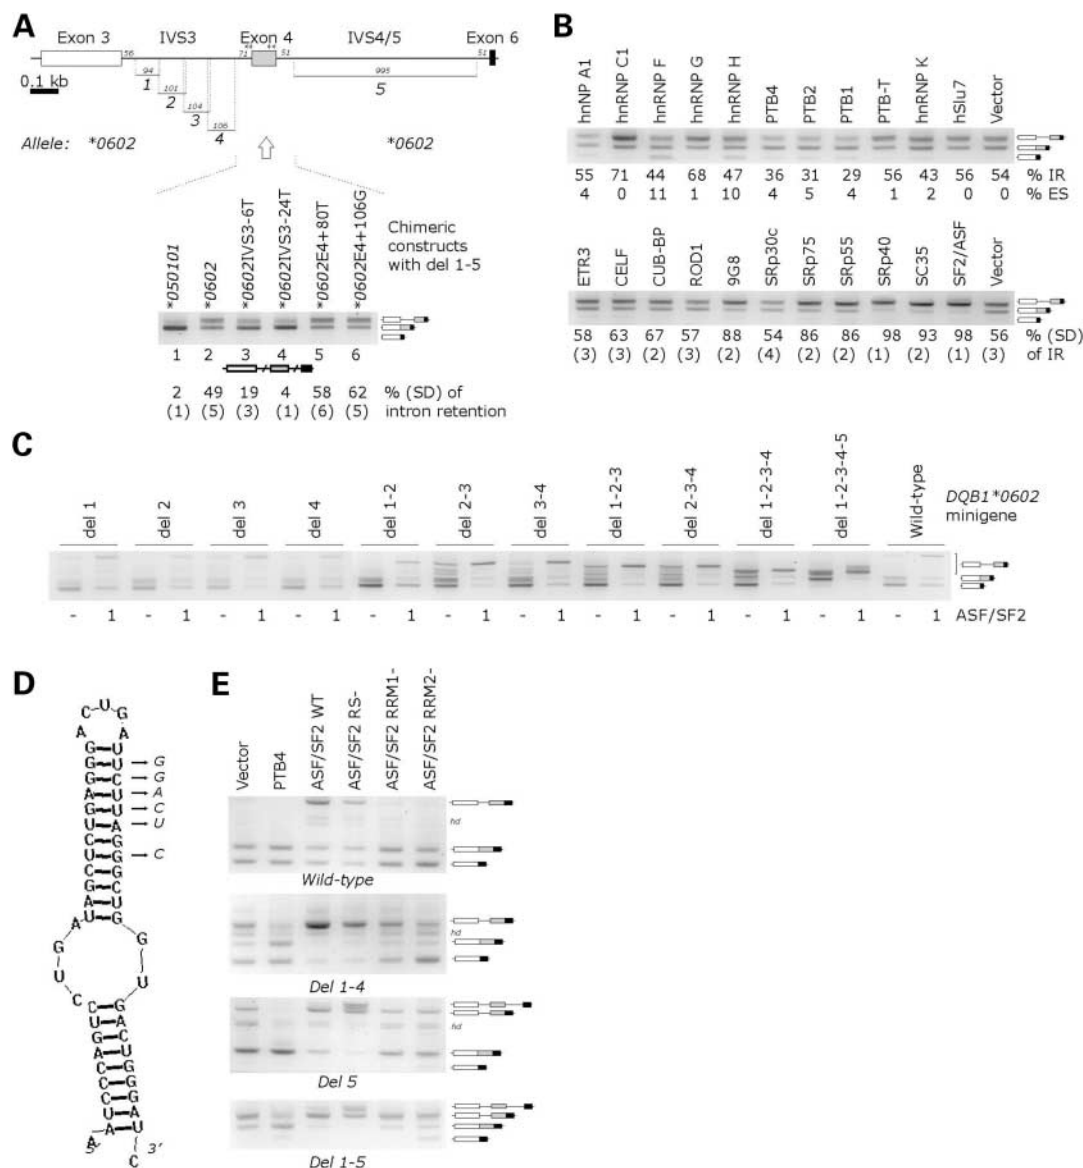 A
Exon 3
IVS3
Exon 4
IVS4/5
Exon 6
56
71
**
**
51
51
0.1 kb
94
1
101
2
104
3
106
4
995
5
Allele:
*0602
*0602
*050101
*0602
*0602IVS3-6T
*0602IVS3-24T
*0602E4+80T
*0602E4+106G
Chimeric
constructs
with del 1-5
1 2 3 4 5 6
2 49 19 4 58 62 % (SD) of
(1) (5) (3) (1) (6) (5) intron retention
B
hnNP A1
hnRNP C1
hnRNP F
hnRNP G
hnRNP H
PTB4
PTB2
PTB1
PTB-T
hnRNP K
hSlu7
Vector
55 71 44 68 47 36 31 29 56 43 56 54 % IR
4 0 11 1 10 4 5 4 1 2 0 0 % ES
ETR3
CELF
CUB-BP
ROD1
9G8
SRp30c
SRp75
SRp55
SRp40
SC35
SF2/ASF
Vector
58 63 67 57 88 54 86 86 98 93 98 56 % (SD)
(3) (3) (2) (3) (2) (4) (2) (2) (1) (2) (1) (3) of IR
C
del 1
del 2
del 3
del 4
del 1-2
del 2-3
del 3-4
del 1-2-3
del 2-3-4
del 1-2-3-4
del 1-2-3-4-5
Wild-type
DQB1*0602
minigene
- 1 - 1 - 1 - 1 - 1 - 1 - 1 - 1 - 1 - 1 - 1 - 1 ASF/SF2
D
G
G
A
C
U
C
5'
3'
E
Vector
PTB4
ASF/SF2 WT
ASF/SF2 RS-
ASF/SF2 RRM1-
ASF/SF2 RRM2-
hd
Wild-type
hd
Del 1-4
hd
Del 5
Del 1-5